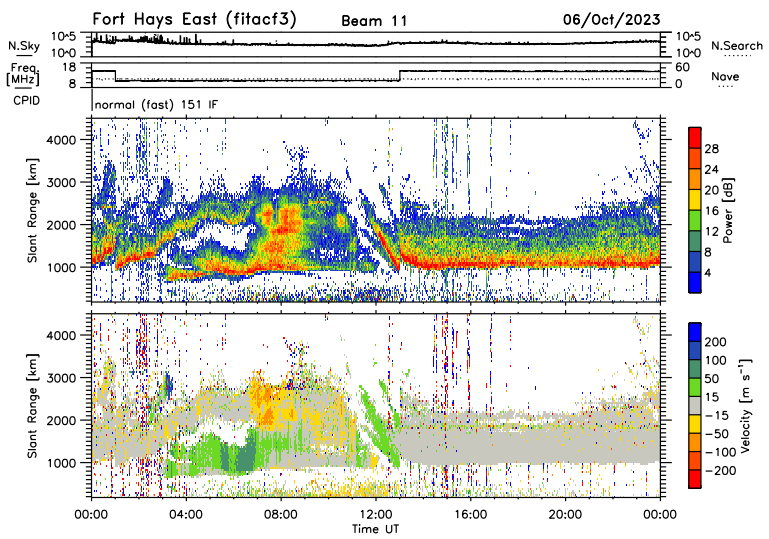 Fort Hays East (fitacf3) Beam 11 06/Oct/2023
N.Sky 10^5 10^0 10^5 10^0 N.Search
Freq. [MHz] 18 8 60 0 Nave
CPID normal (fast) 151 IF
Slant Range [km] 4000 3000 2000 1000
28 24 20 16 12 8 4 Power [dB]
Slant Range [km] 4000 3000 2000 1000
200 100 50 15 -15 -50 -100 -200 Velocity [m s^-1]
00:00 04:00 08:00 12:00 16:00 20:00 00:00
Time UT